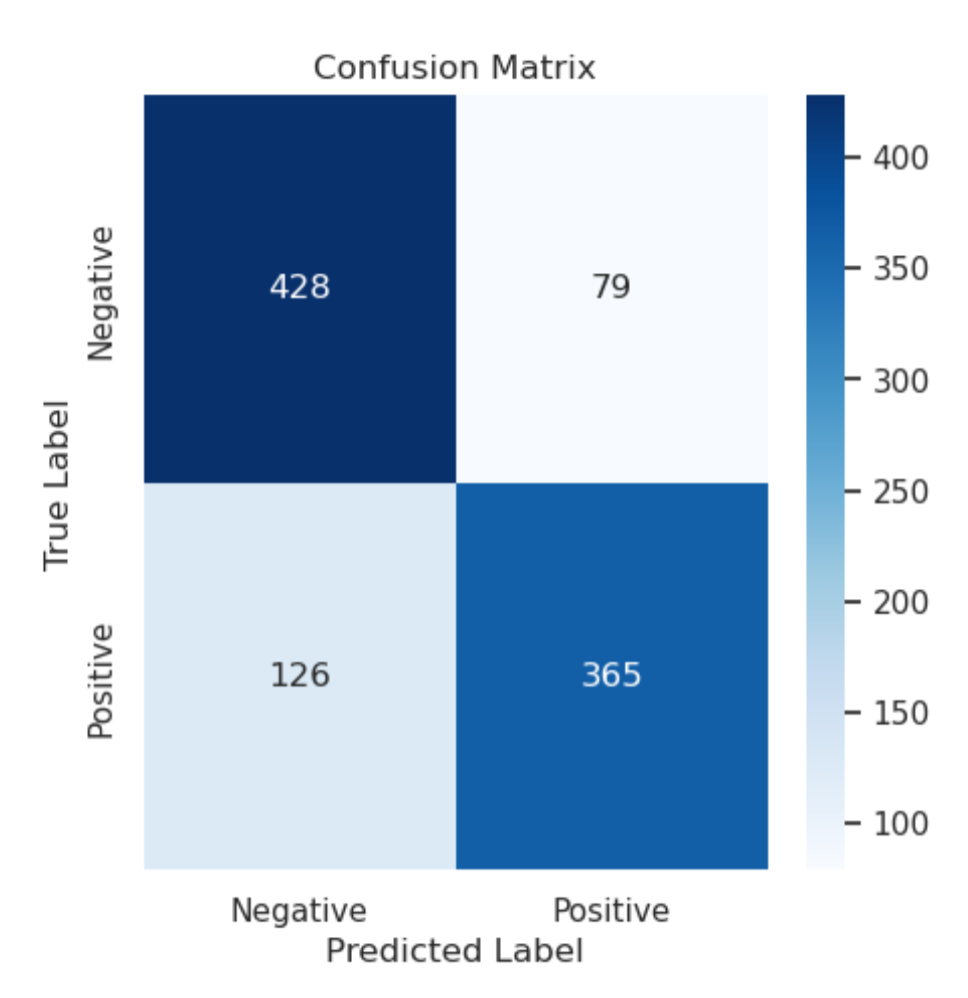 Confusion Matrix
Negative
428
79
Positive
126
365
True Label
Negative
Positive
Predicted Label
400
350
300
250
200
150
100